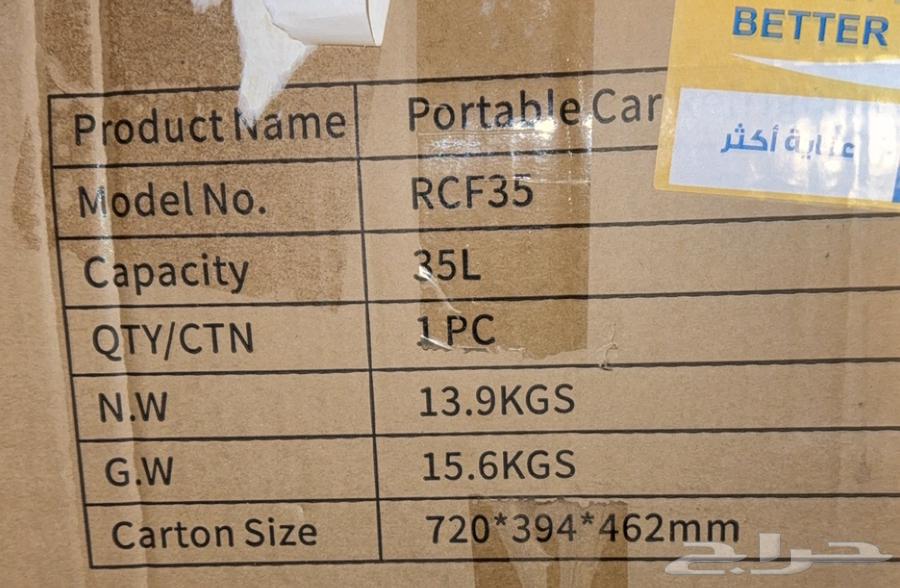 BETTER
عناية أكثر
Product Name Portable Car
Model No. RCF35
Capacity 35L
QTY/CTN 1 PC
N.W 13.9KGS
G.W 15.6KGS
Carton Size 720*394*462mm
حراج